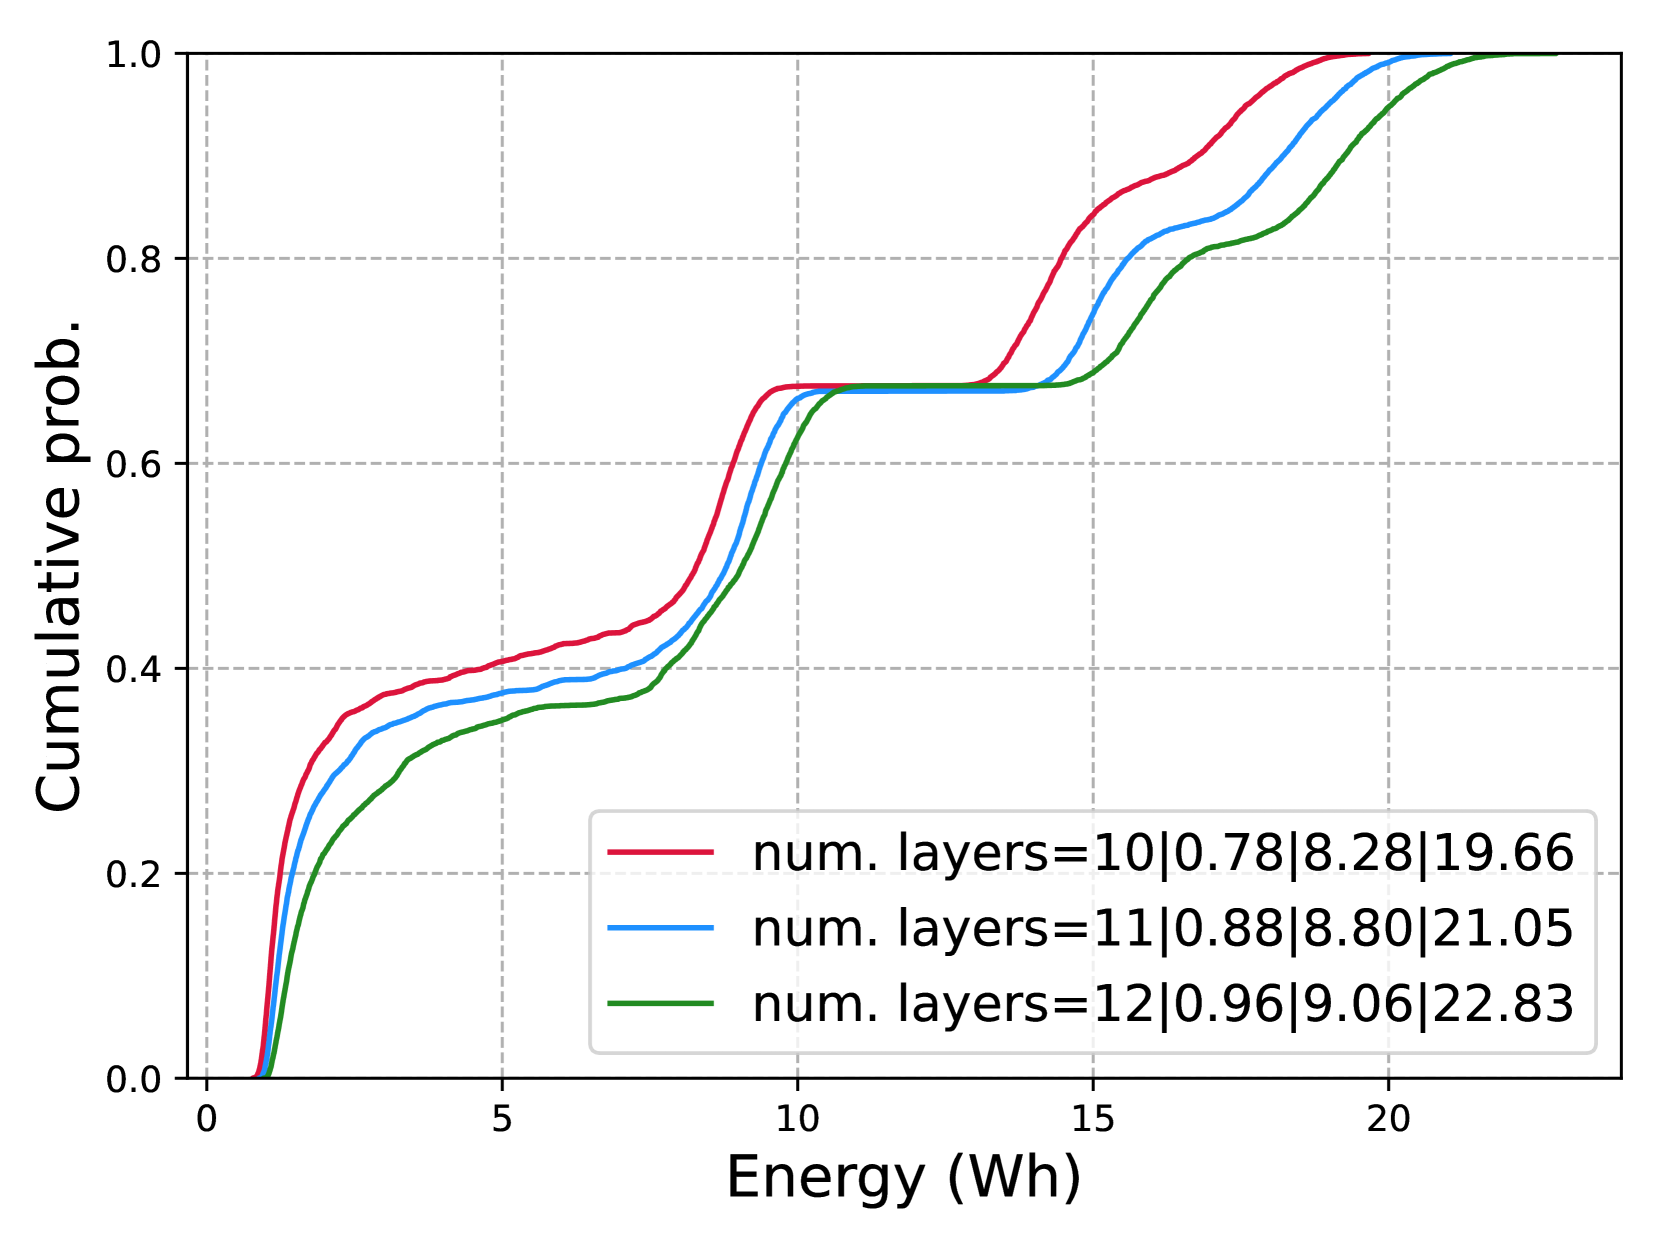 1.0
0.8
0.6
0.4
0.2
0.0
Cumulative prob.
num. layers=10|0.78|8.28|19.66
num. layers=11|0.88|8.80|21.05
num. layers=12|0.96|9.06|22.83
0 5 10 15 20
Energy (Wh)